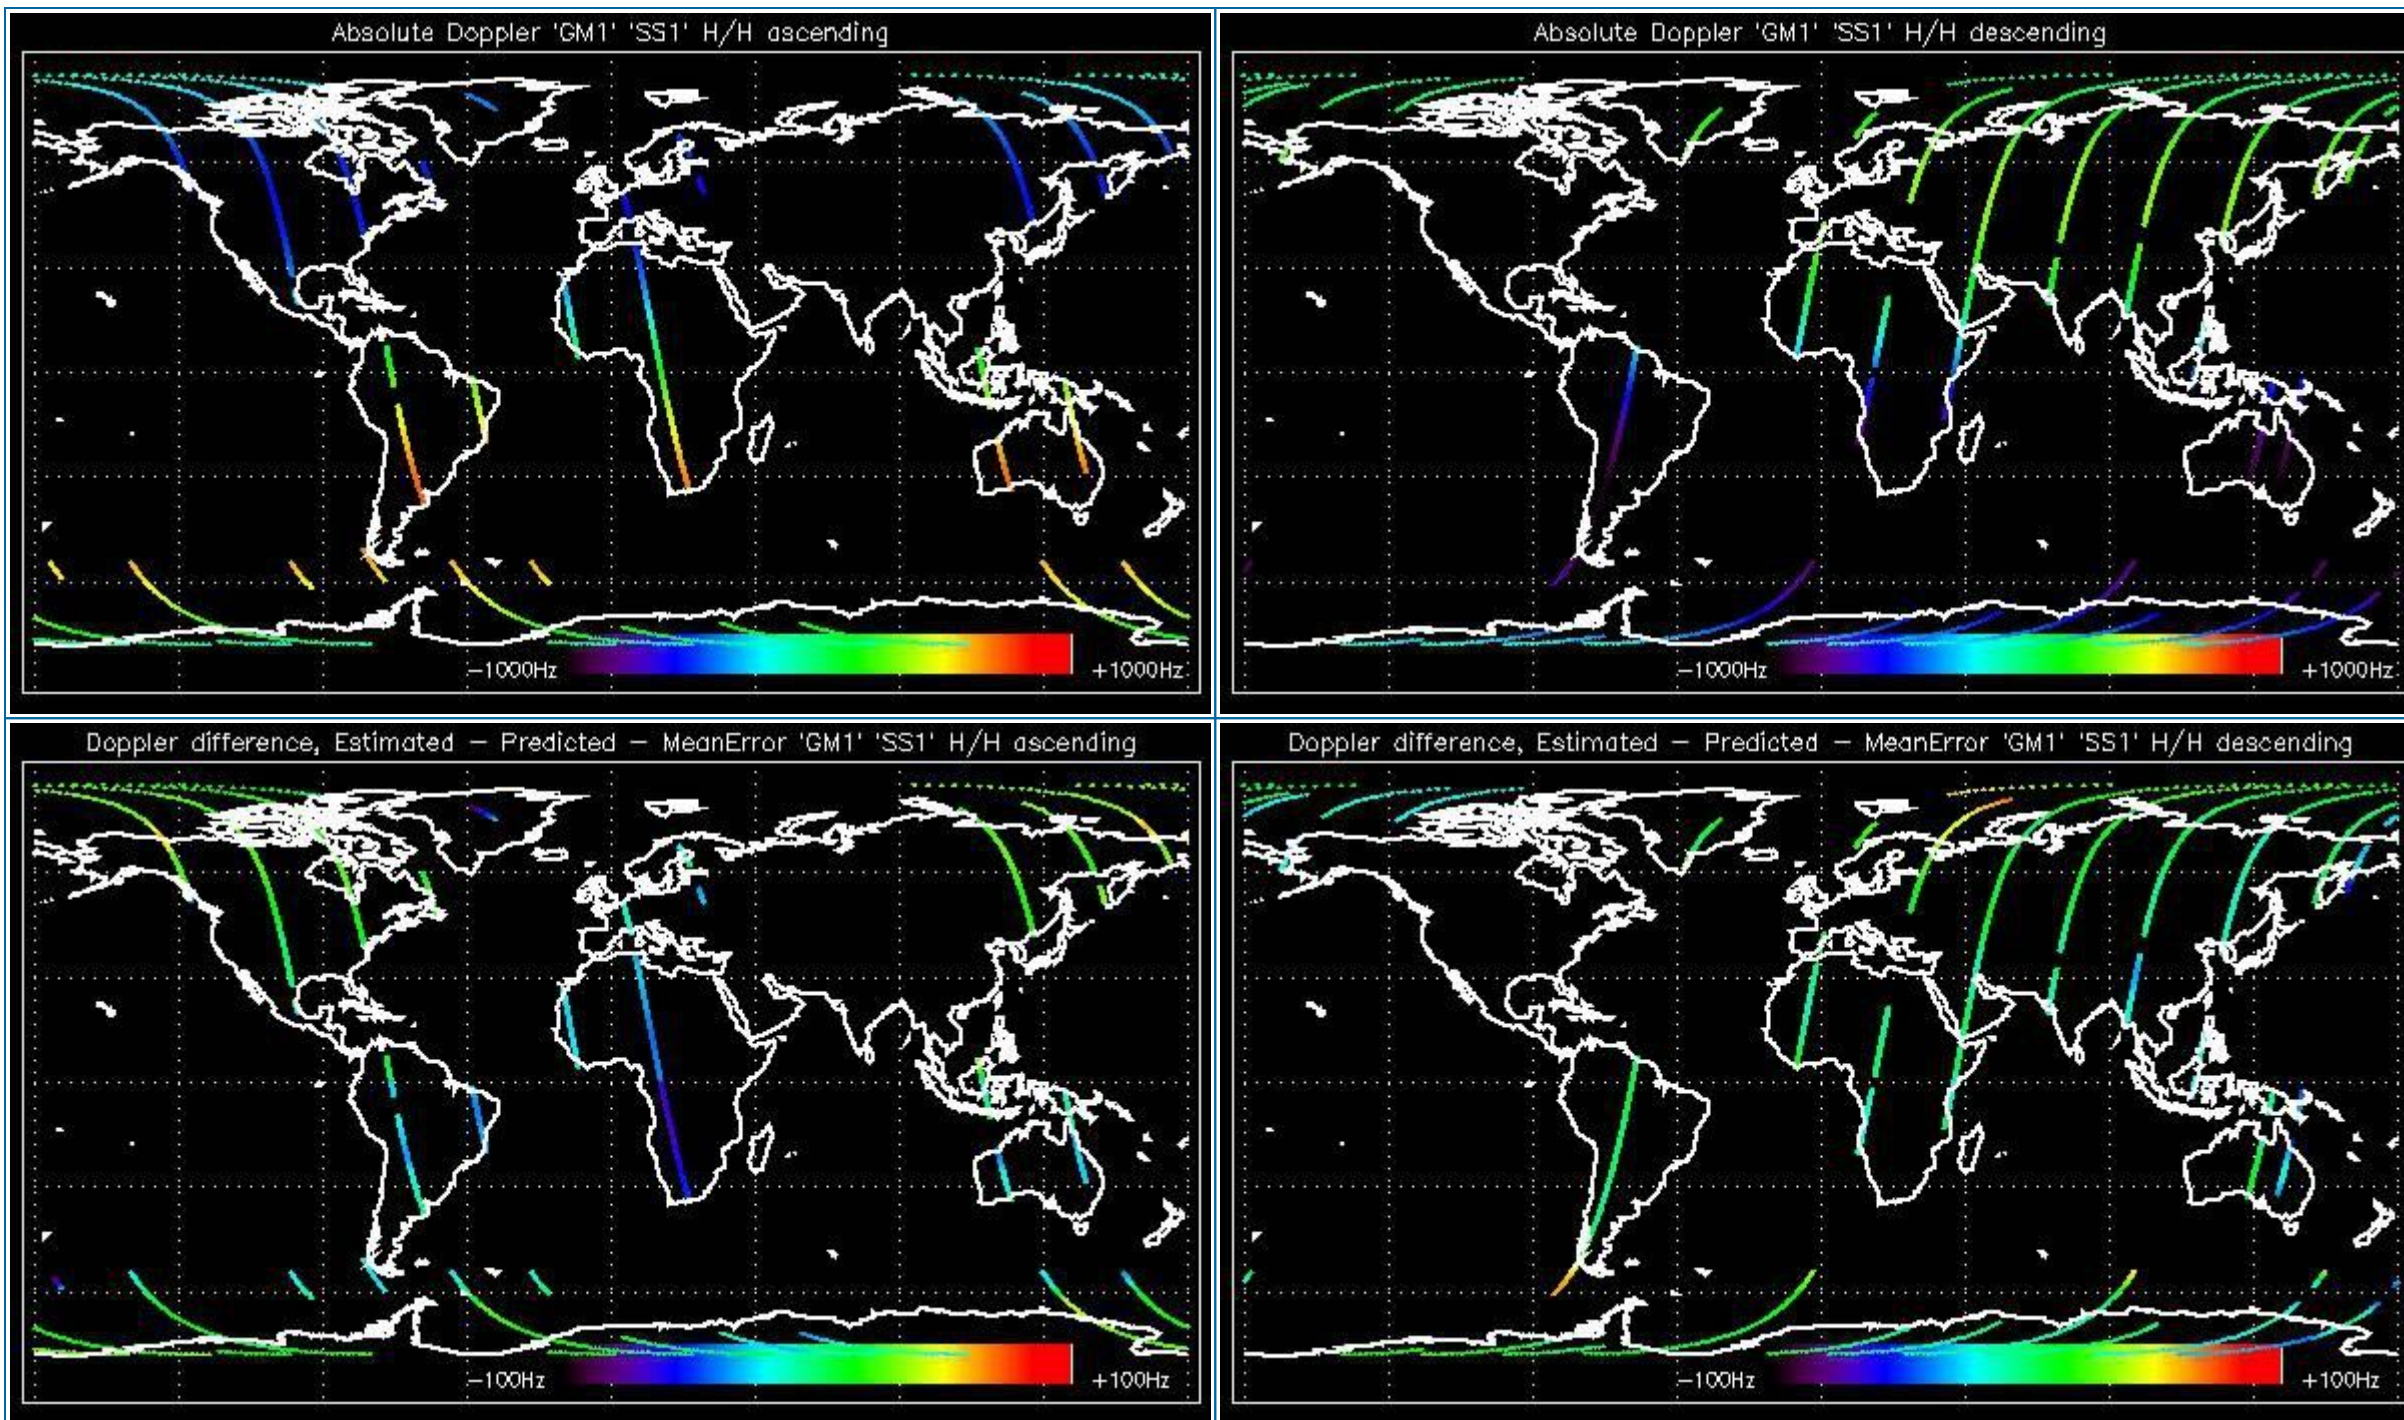 Absolute Doppler 'GM1' 'SS1' H/H ascending
−1000Hz
+1000Hz
Absolute Doppler 'GM1' 'SS1' H/H descending
−1000Hz
+1000Hz
Doppler difference, Estimated − Predicted − MeanError 'GM1' 'SS1' H/H ascending
−100Hz
+100Hz
Doppler difference, Estimated − Predicted − MeanError 'GM1' 'SS1' H/H descending
−100Hz
+100Hz